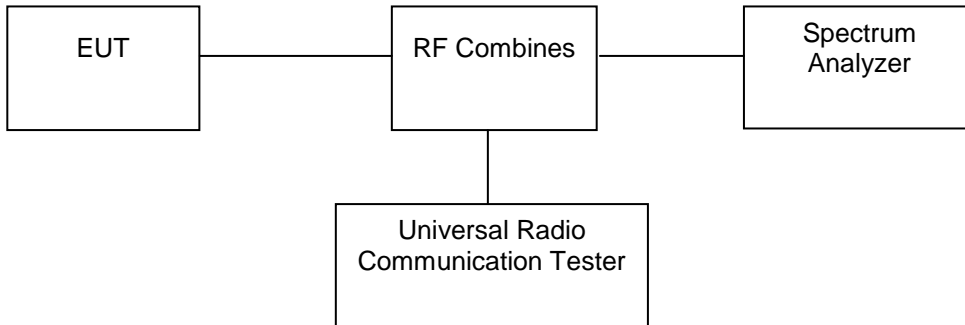 EUT
RF Combines
Spectrum
Analyzer
Universal Radio
Communication Tester